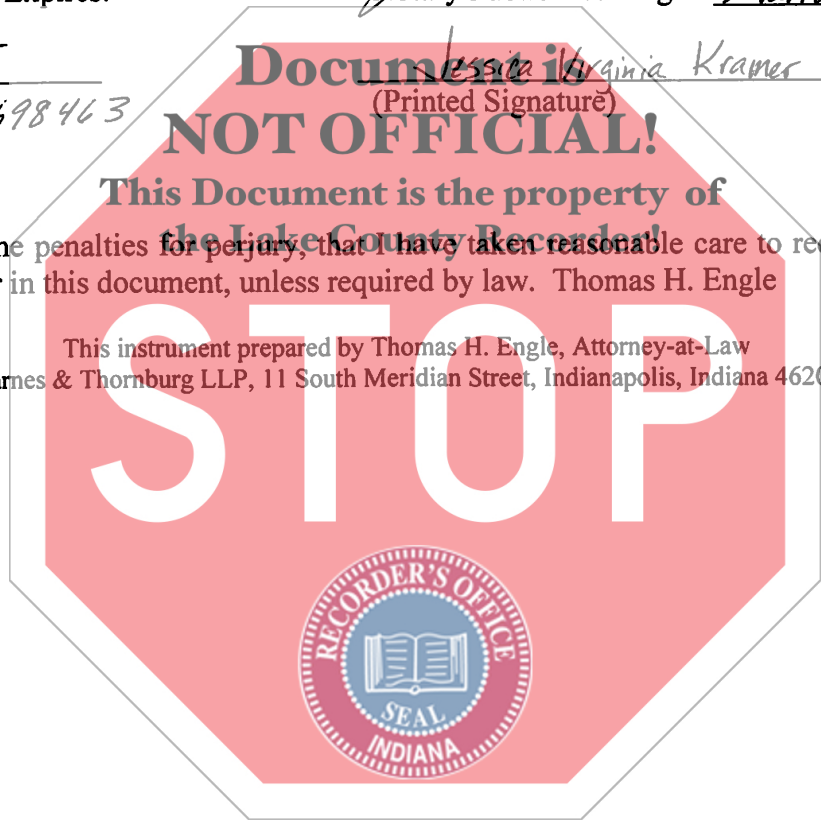 Expires:
Document is
Jessica Virginia Kramer
(Printed Signature)
98463
NOT OFFICIAL!
This Document is the property of
the Lake County Recorder!
penalties for perjury, that I have taken reasonable care to
in this document, unless required by law. Thomas H. Engle
This instrument prepared by Thomas H. Engle, Attorney-at-Law
& Thornburg LLP, 11 South Meridian Street, Indianapolis, Indiana 4620
STOP
RECORDER'S OFFICE
SEAL
INDIANA